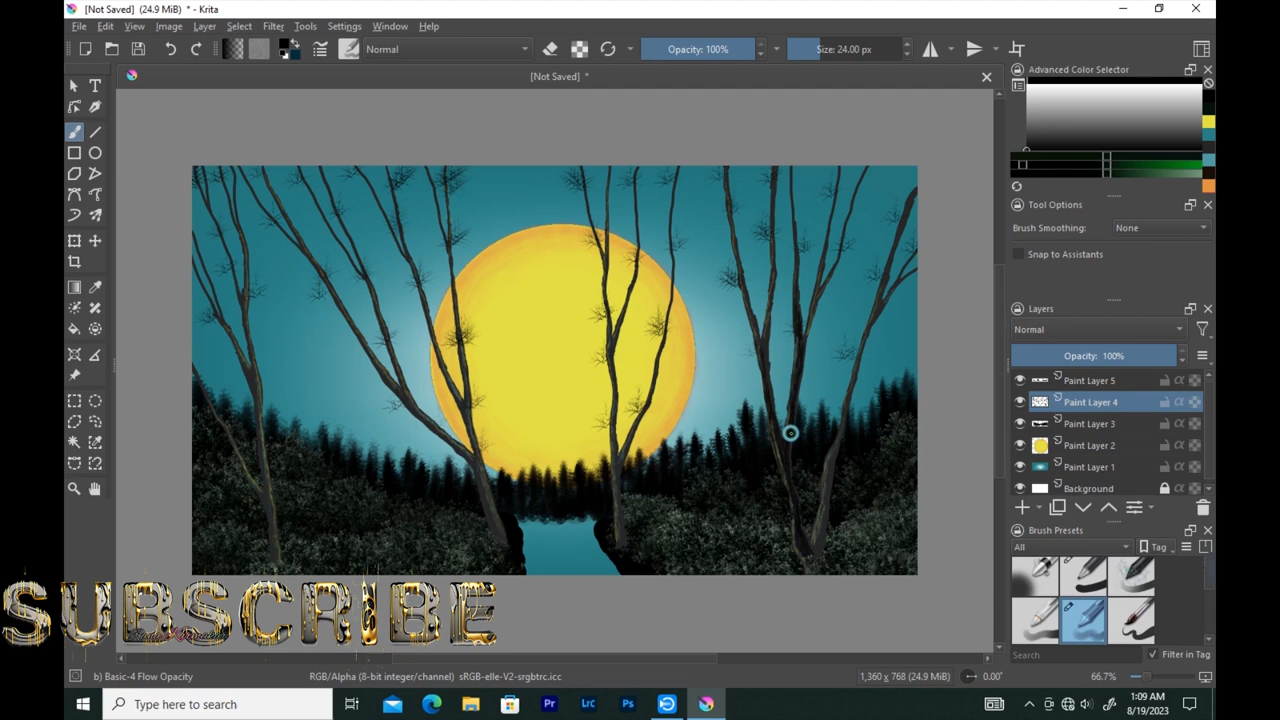 [Not Saved] (24.9 MiB) * - Krita
File Edit View Image Layer Select Filter Tools Settings Window Help
Normal
Opacity: 100%
Size: 24.00 px
[Not Saved] *
Advanced Color Selector
Tool Options
Brush Smoothing: None
Snap to Assistants
Layers
Normal
Opacity: 100%
Paint Layer 5
Paint Layer 4
Paint Layer 3
Paint Layer 2
Paint Layer 1
Background
Brush Presets
All
Tag
Search
Filter in Tag
SUBSCRIBE
b) Basic-4 Flow Opacity
RGB/Alpha (8-bit integer/channel) sRGB-elle-V2-srgbtrc.icc
1,360 x 768 (24.9 MiB)
0.00°
66.7%
Type here to search
Pr
Lrc
Ps
1:09 AM
8/19/2023